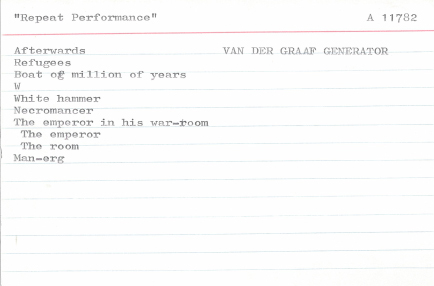 "Repeat Performance" A 11782
Afterwards VAN DER GRAAF GENERATOR
Refugees
Boat of million of years
W
White hammer
Necromancer
The emperor in his war-room
The emperor
The room
Man-erg